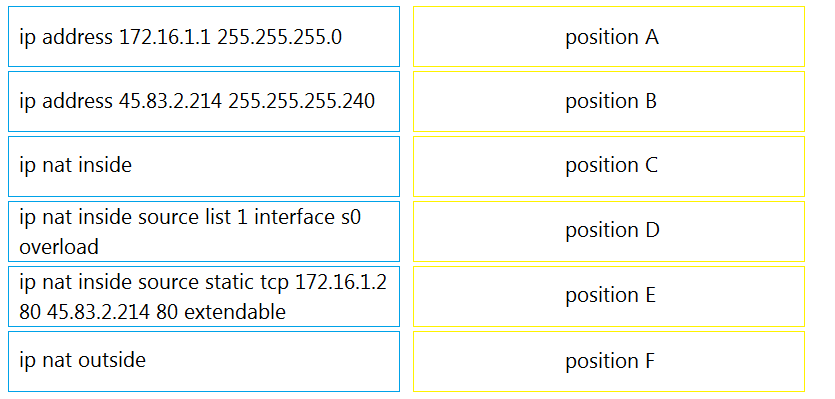 ip address 172.16.1.1 255.255.255.0
position A
ip address 45.83.2.214 255.255.255.240
position B
ip nat inside
position C
ip nat inside source list 1 interface s0
overload
position D
ip nat inside source static tcp 172.16.1.2
80 45.83.2.214 80 extendable
position E
ip nat outside
position F